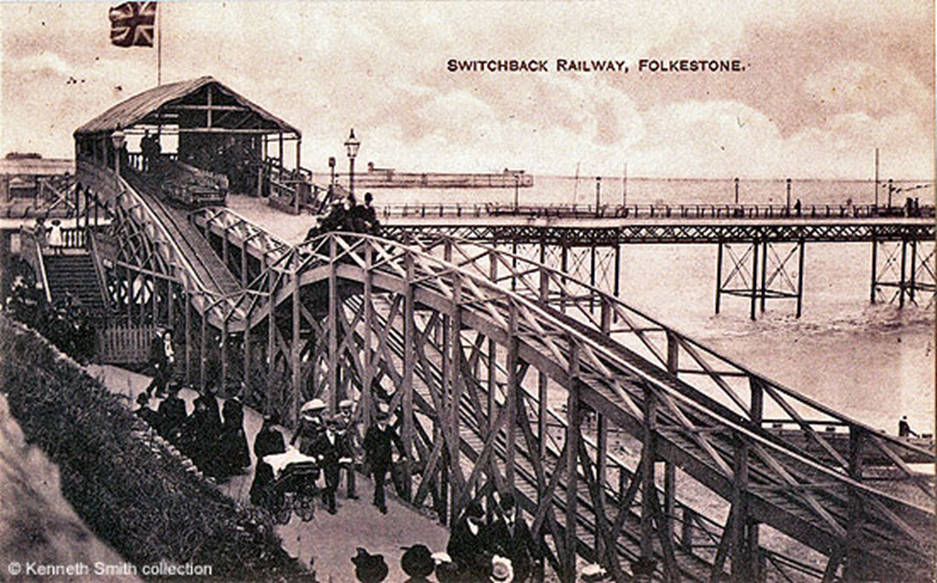 SWITCHBACK RAILWAY, FOLKESTONE.
© Kenneth Smith collection